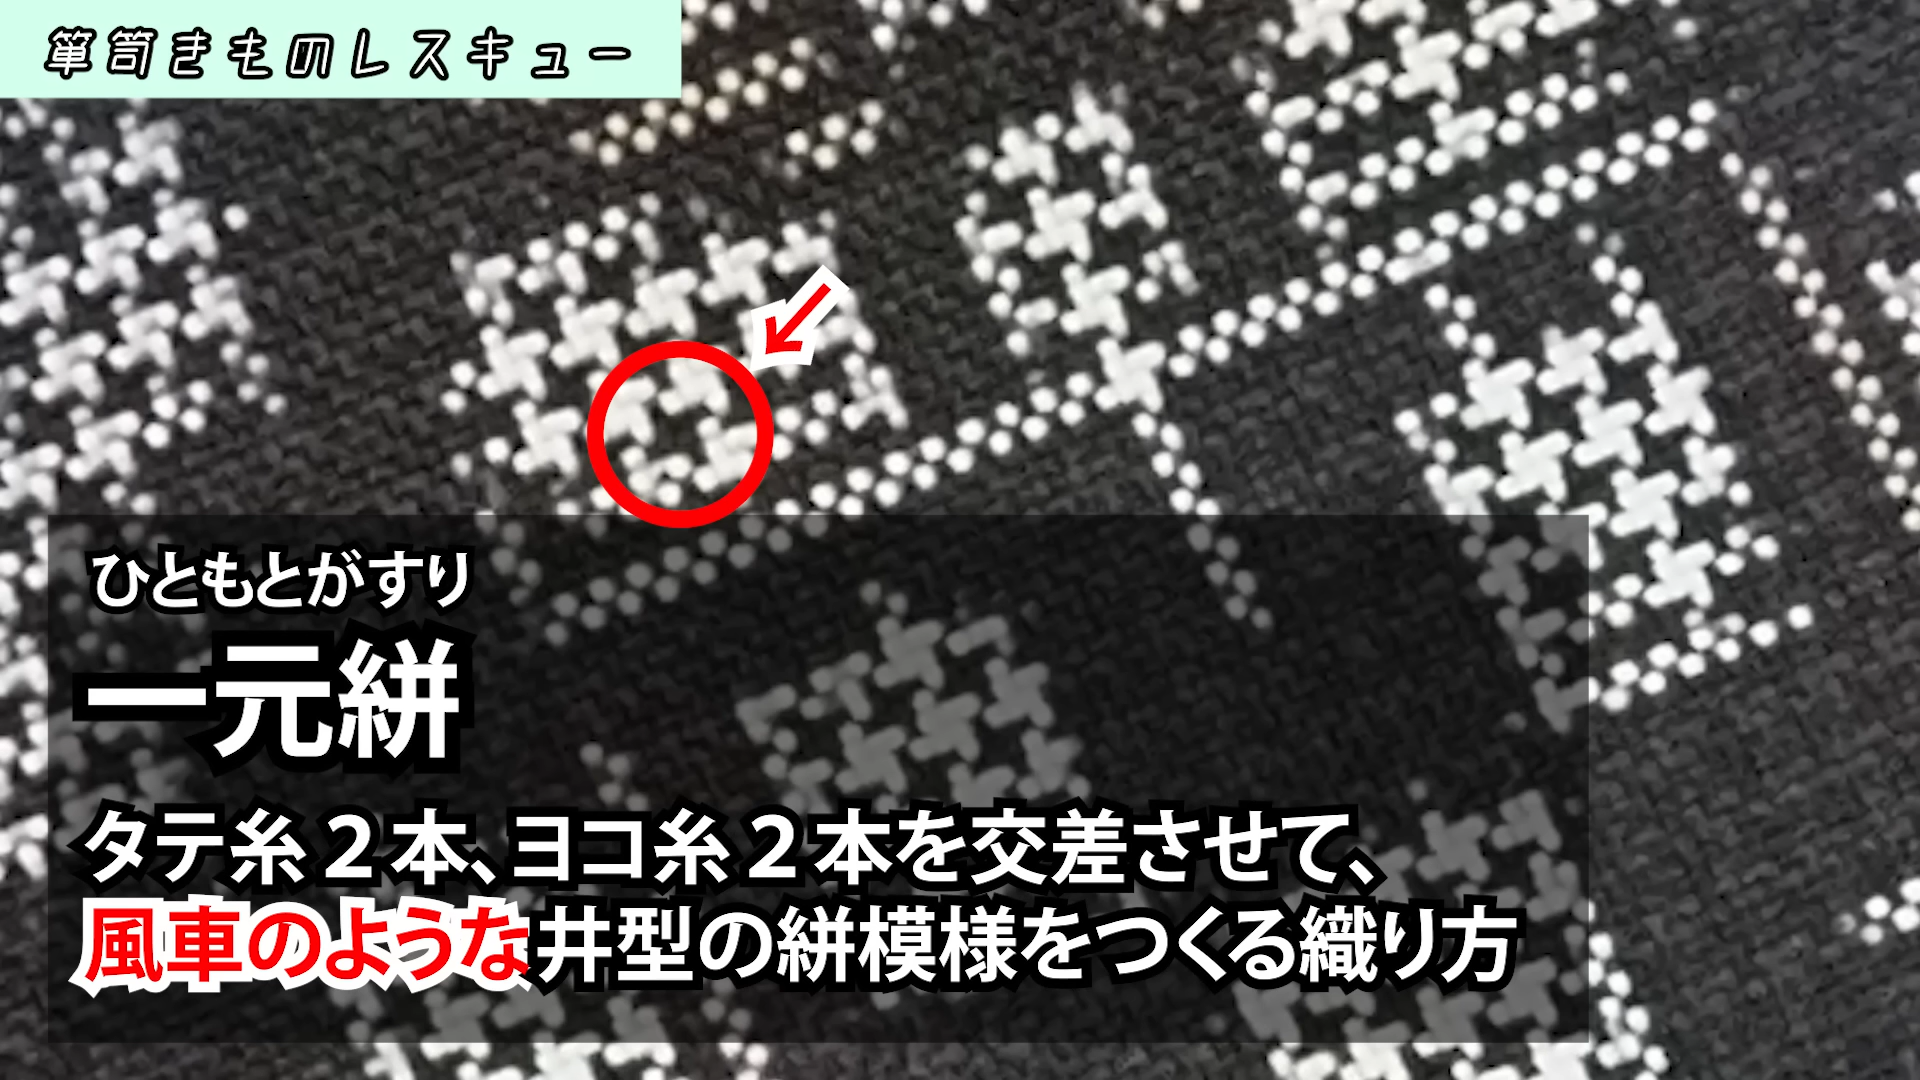 箪笥きものレスキュー
ひともとがすり
一元絣
タテ糸２本、ヨコ糸２本を交差させて、
風車のような井型の絣模様をつくる織り方